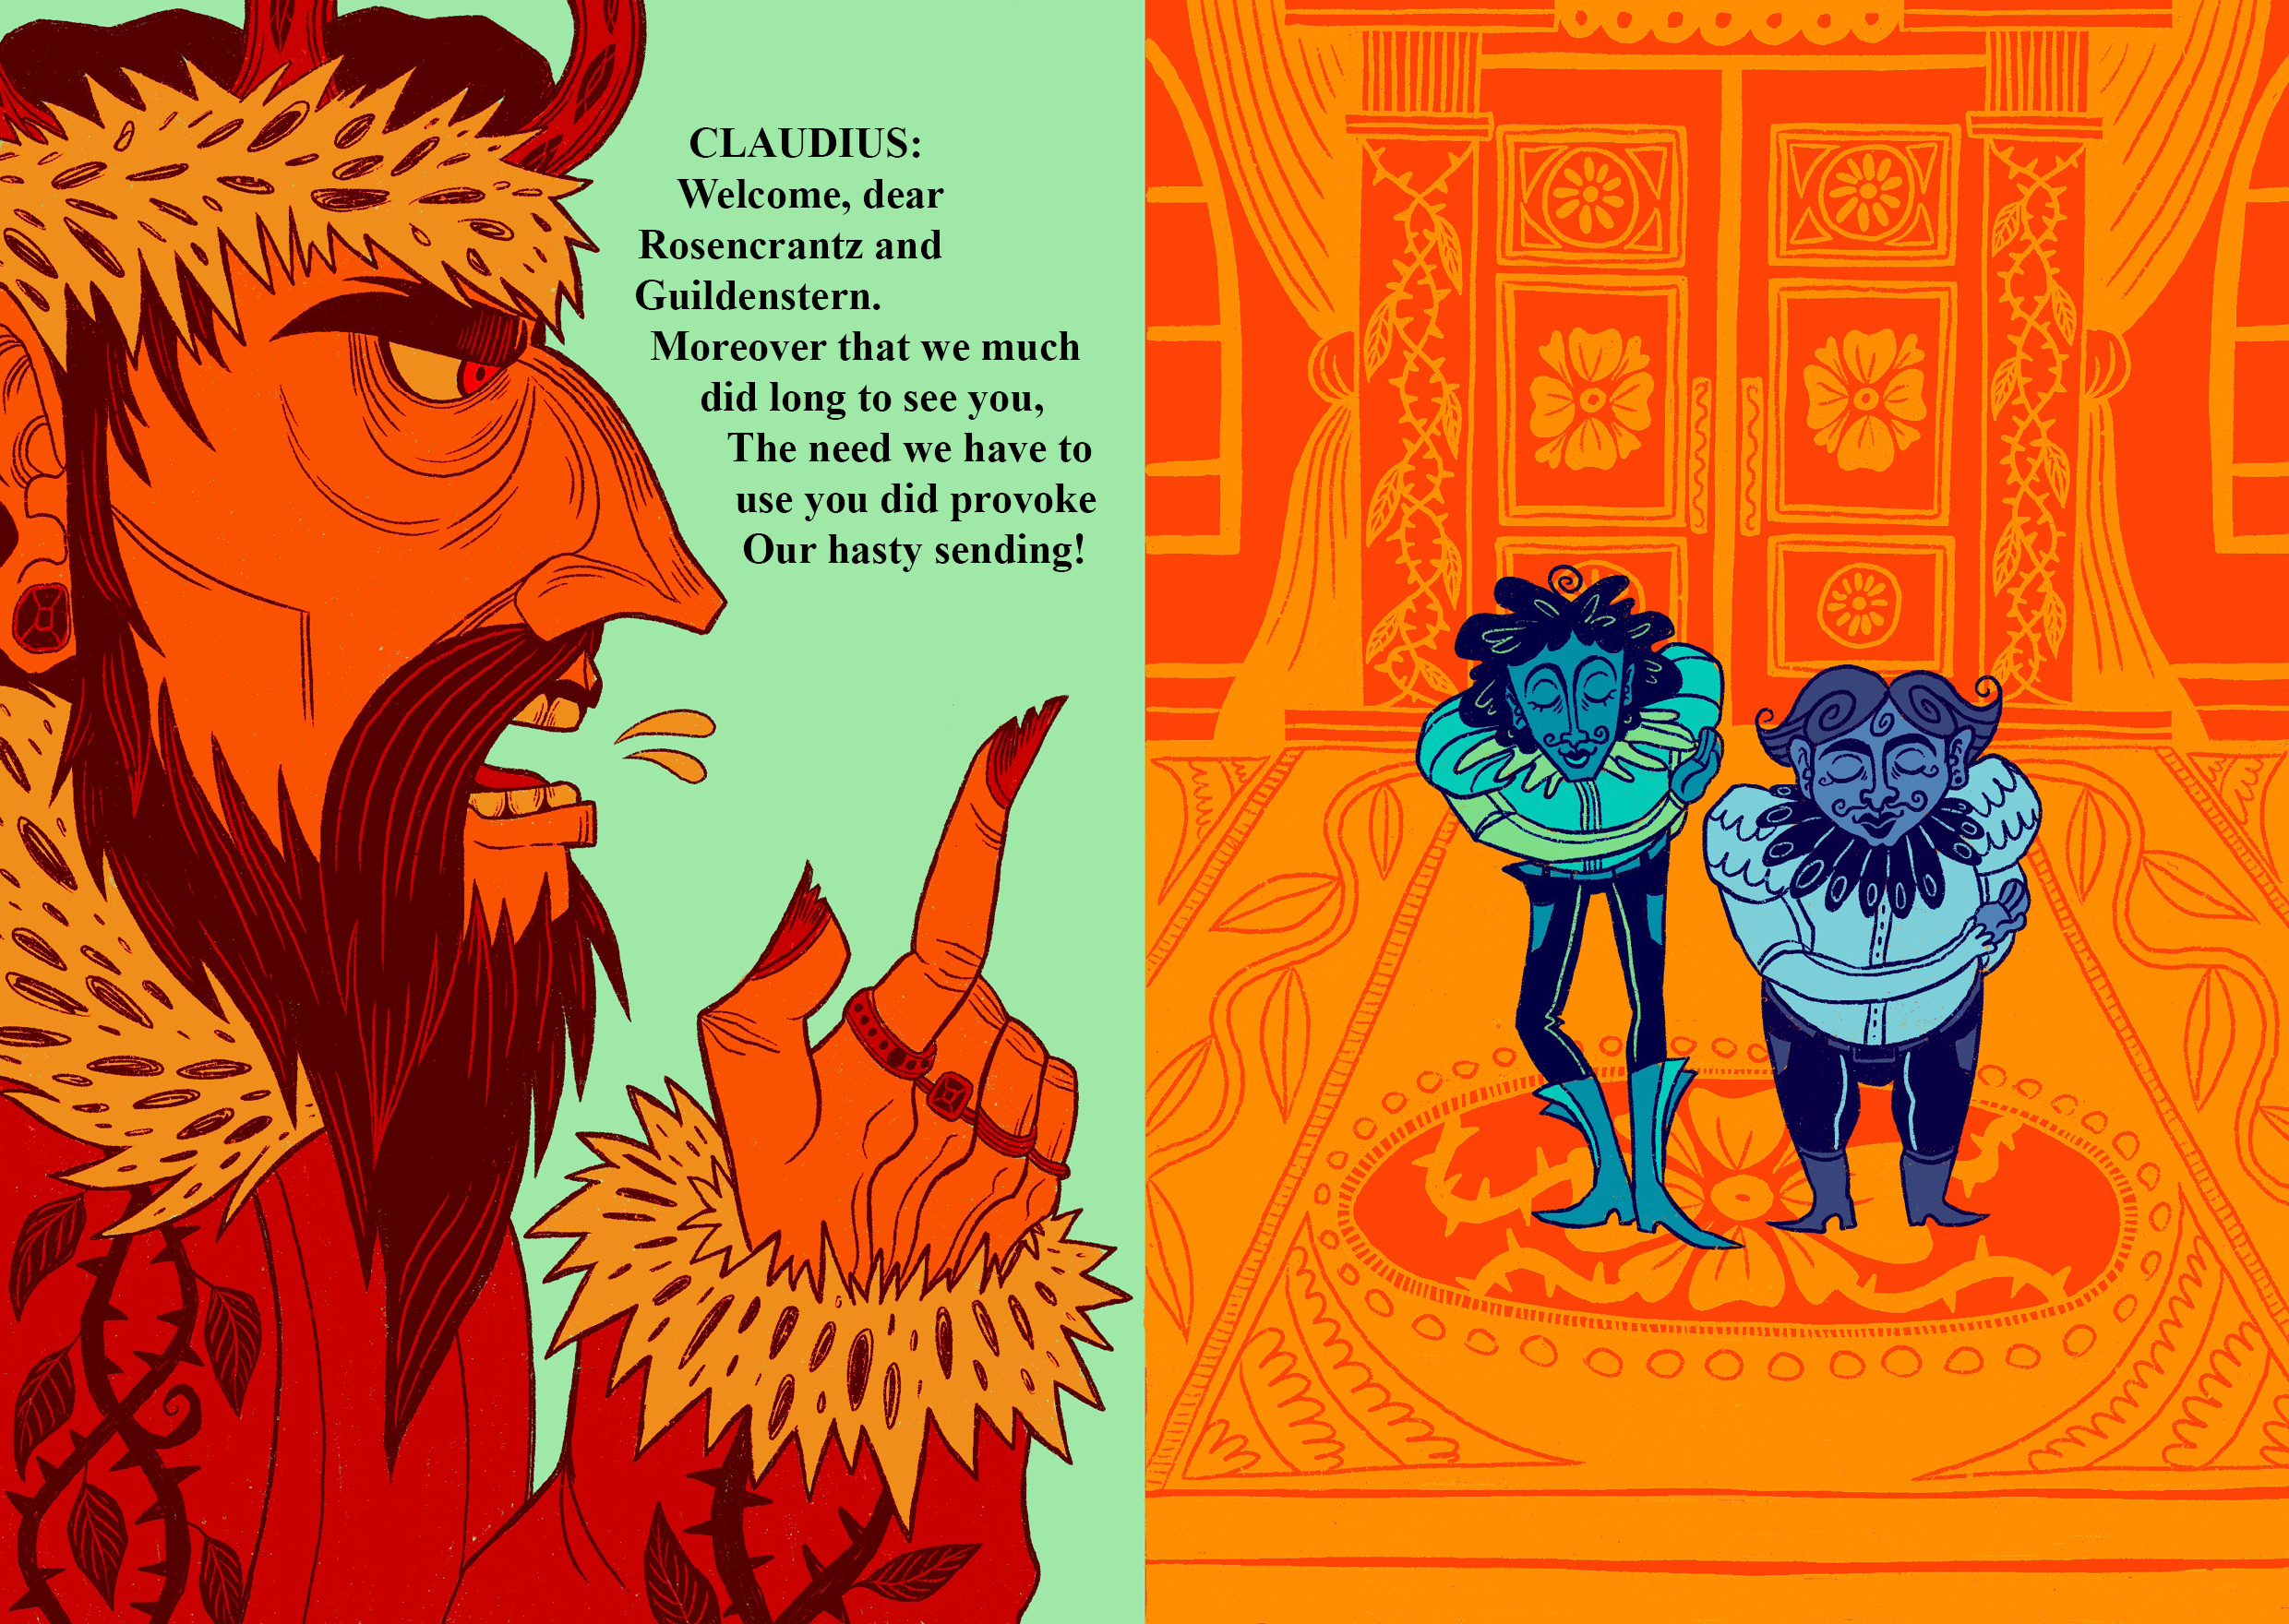 CLAUDIUS:
Welcome, dear
Rosencrantz and
Guildenstern.
Moreover that we much
did long to see you,
The need we have to
use you did provoke
Our hasty sending!